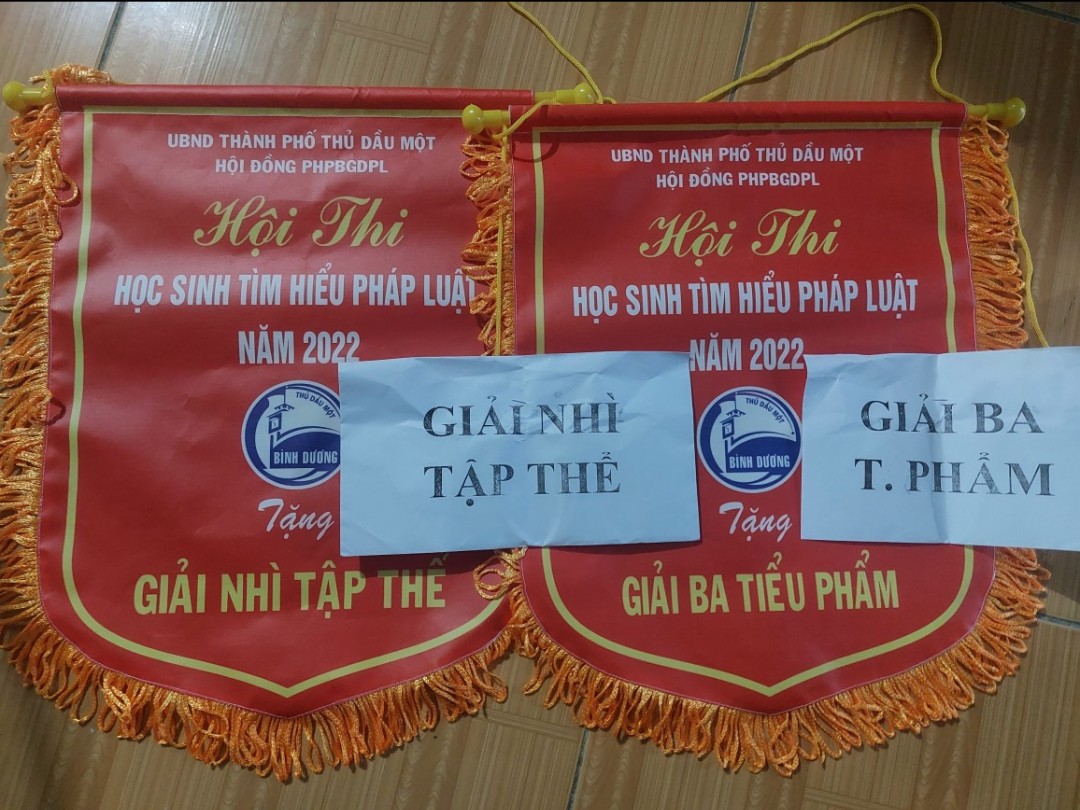 UBND THÀNH PHỐ THỦ DẦU MỘT
HỘI ĐỒNG PHPBGDPL
Hội Thi
HỌC SINH TÌM HIỂU PHÁP LUẬT
NĂM 2022
THỦ DẦU MỘT
BÌNH DƯƠNG
Tặng
GIẢI NHÌ TẬP THỂ
GIẢI NHÌ
TẬP THỂ
UBND THÀNH PHỐ THỦ DẦU MỘT
HỘI ĐỒNG PHPBGDPL
Hội Thi
HỌC SINH TÌM HIỂU PHÁP LUẬT
NĂM 2022
THỦ DẦU MỘT
BÌNH DƯƠNG
Tặng
GIẢI BA TIỂU PHẨM
GIẢI BA
T. PHẨM